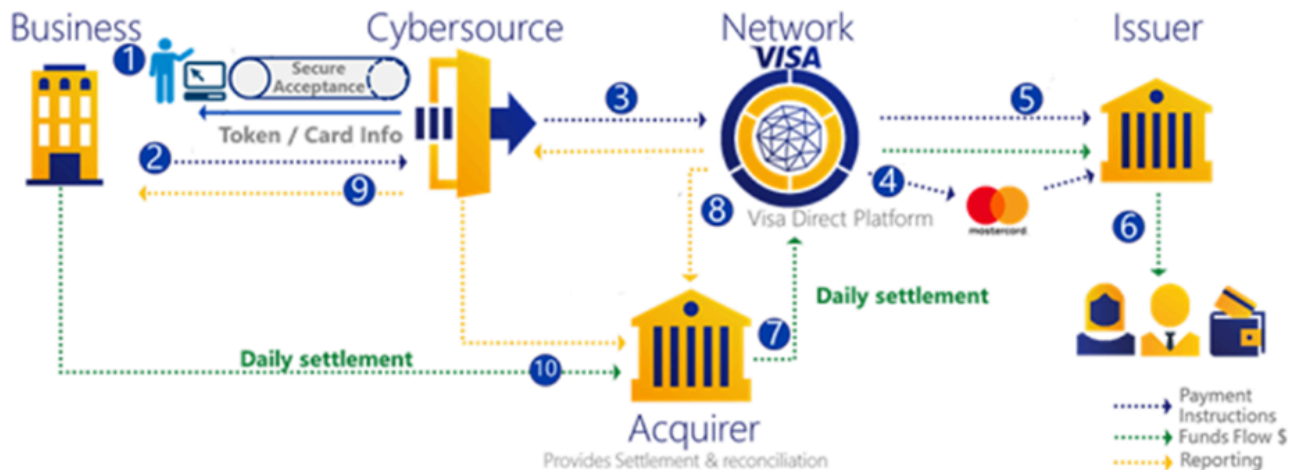 Business
Cybersource
Network
Issuer
VISA
1
Secure
Acceptance
3
5
Token / Card Info
2
9
4
8
Visa Direct Platform
mastercard
6
Daily settlement
7
Daily settlement
10
Acquirer
Provides Settlement & reconciliation
Payment
Instructions
Funds Flow $
Reporting